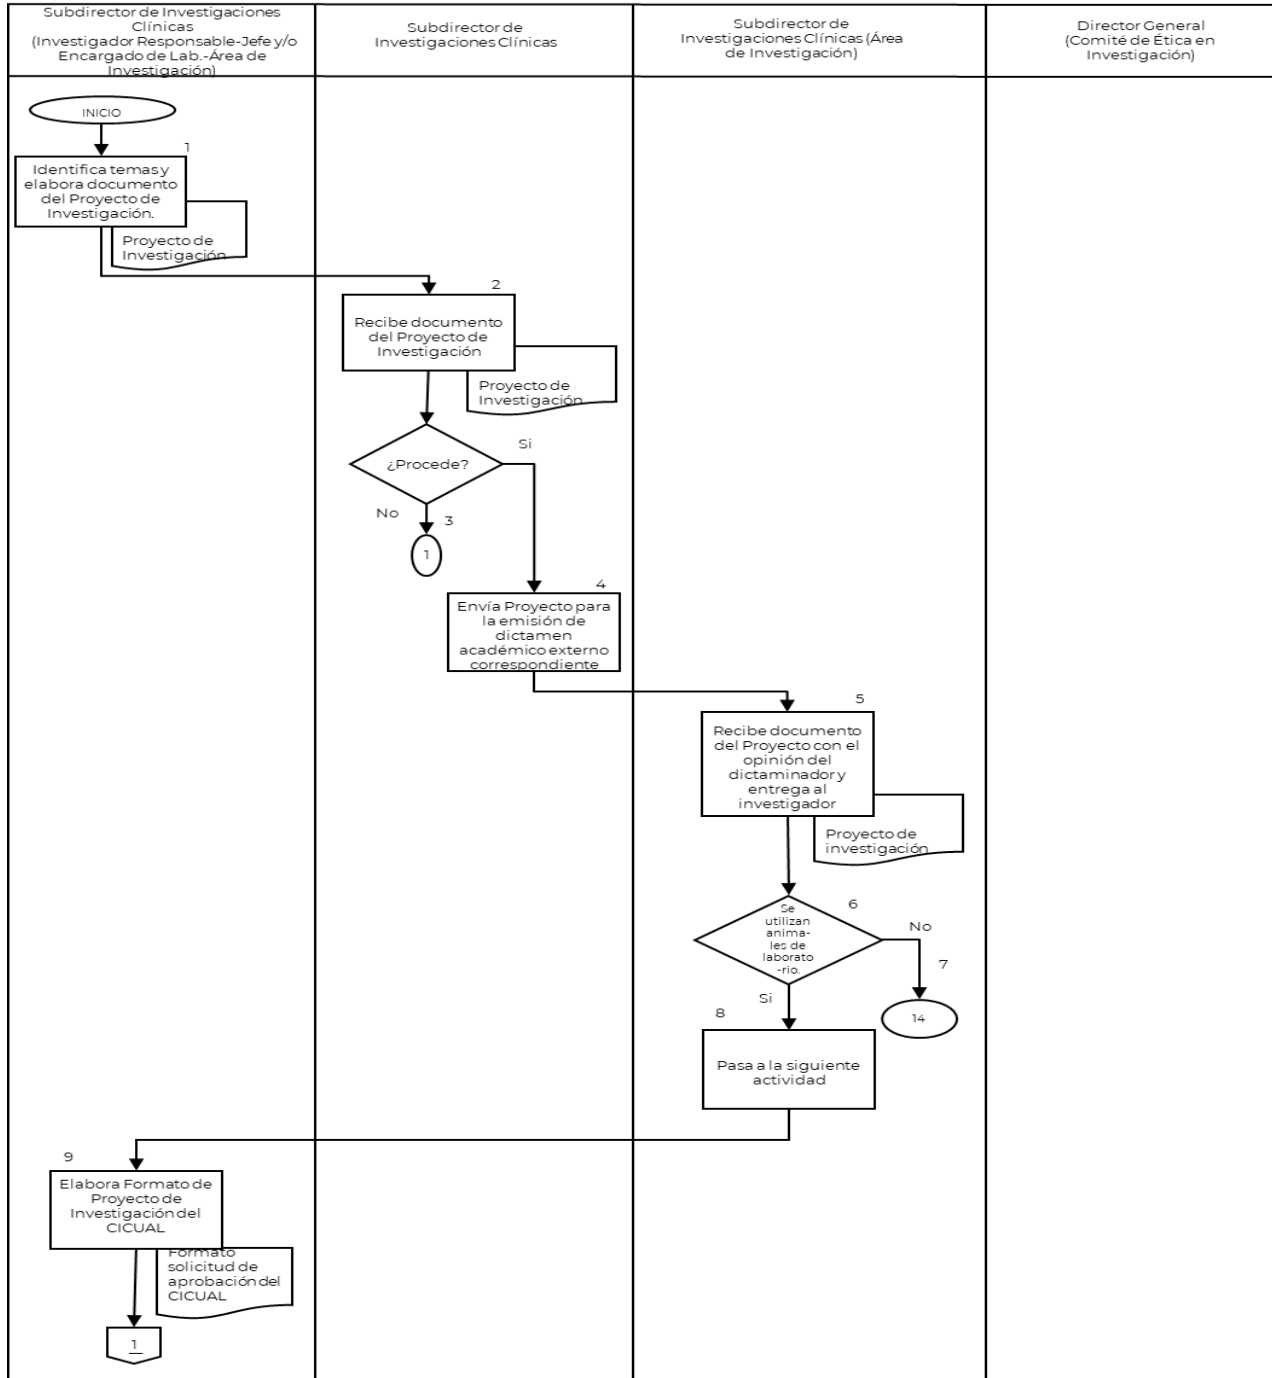 Subdirector de Investigaciones
Clínicas
(Investigador Responsable-Jefe y/o
Encargado de Lab.-Área de
Investigación)
Subdirector de
Investigaciones Clínicas
Subdirector de
Investigaciones Clínicas (Área
de Investigación)
Director General
(Comité de Ética en
Investigación)
INICIO
1
Identifica temas y
elabora documento
del Proyecto de
Investigación.
Proyecto de
Investigación
2
Recibe documento
del Proyecto de
Investigación
Proyecto de
Investigación
¿Procede?
Si
No
3
1
4
Envía Proyecto para
la emisión de
dictamen
académico externo
correspondiente
5
Recibe documento
del Proyecto con el
opinión del
dictaminador y
entrega al
investigador
Proyecto de
investigación
6
Se
utilizan
anima-
les de
laborato
-rio.
No
7
14
Si
8
Pasa a la siguiente
actividad
9
Elabora Formato de
Proyecto de
Investigación del
CICUAL
Formato
solicitud de
aprobación del
CICUAL
1